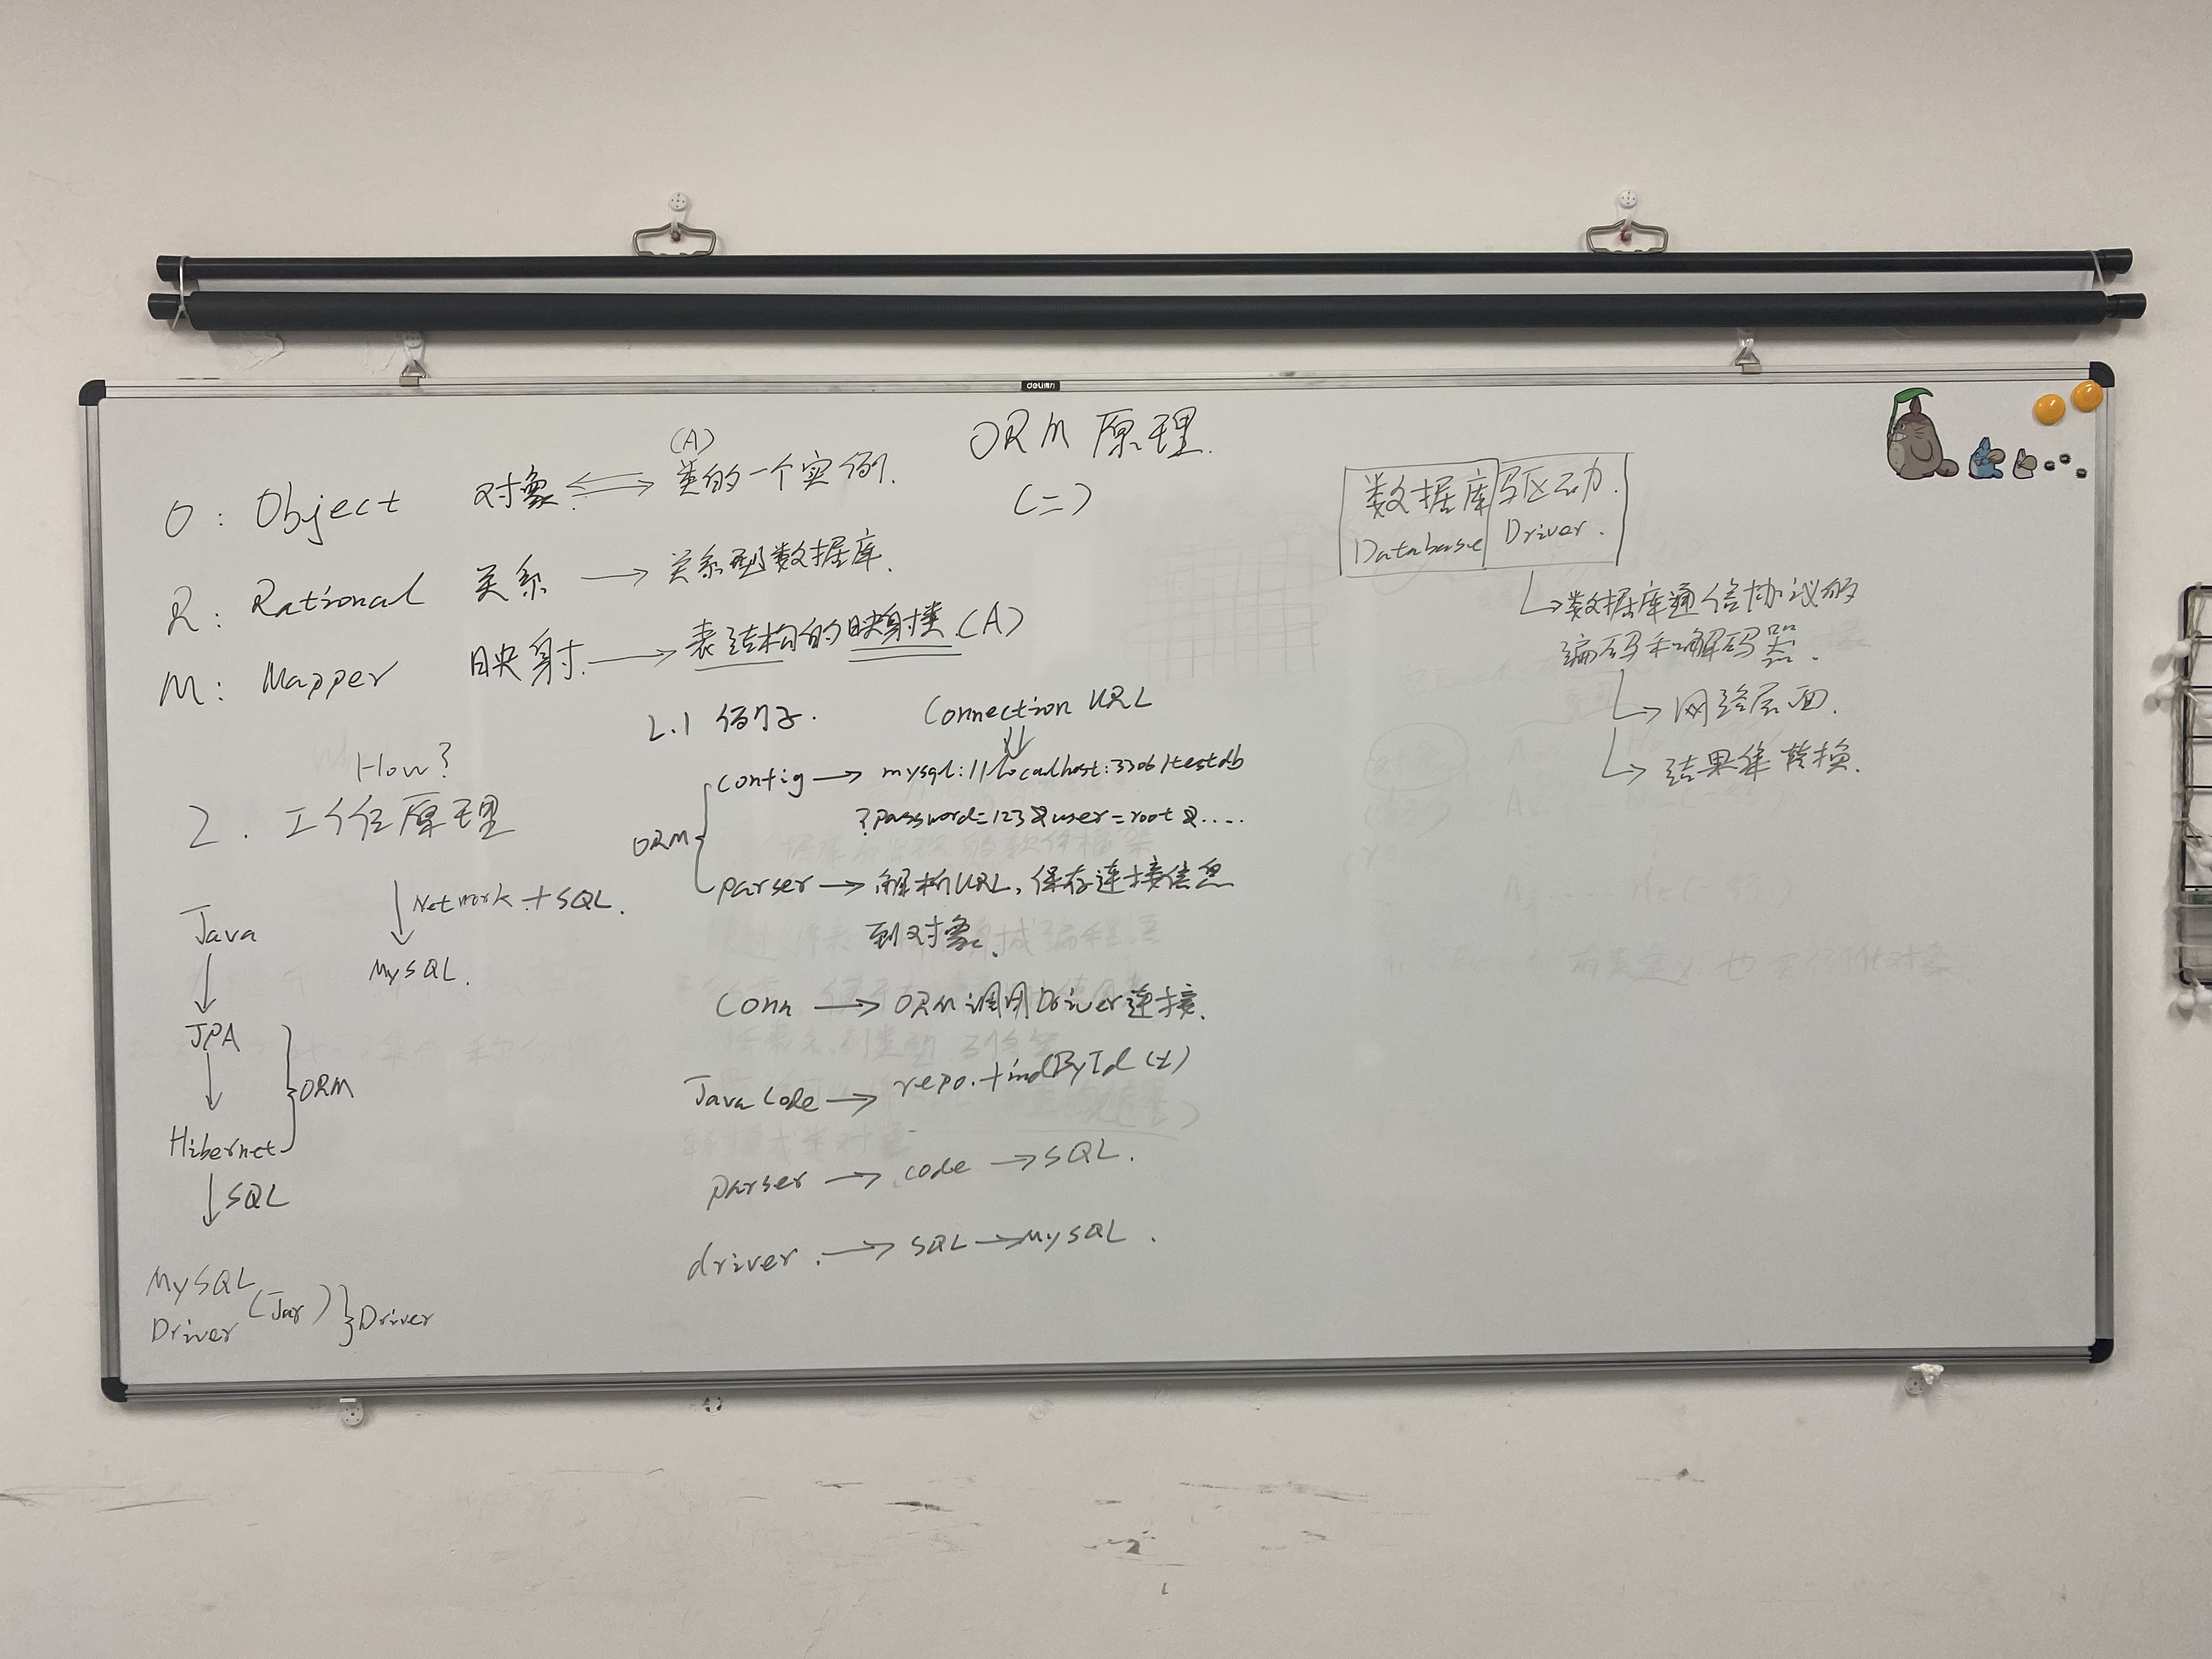 deli得力
ORM 原理.
(二)
O: Object 对象 ⇌ 类的一个实例.
(A)
R: Rational 关系 → 关系型数据库.
M: Mapper 映射. → 表结构的映射类 (A)
How?
2. 工作原理
Network + SQL.
MySQL.
Java
JPA
Hibernet
ORM
SQL
MySQL
Driver (Jar) } Driver
2.1 例子.
Connection URL
ORM
config → mysql://localhost:3306/testdb
?password=123&user=root&.....
parser → 解析URL, 保存连接信息
到对象.
Conn → ORM 调用Driver连接.
Java Code → repo.findById(1)
parser → code → SQL.
driver. → SQL → MySQL.
数据库 驱动.
Database Driver.
数据库通信协议的
编码和解码器.
网络层面.
结果集转换.